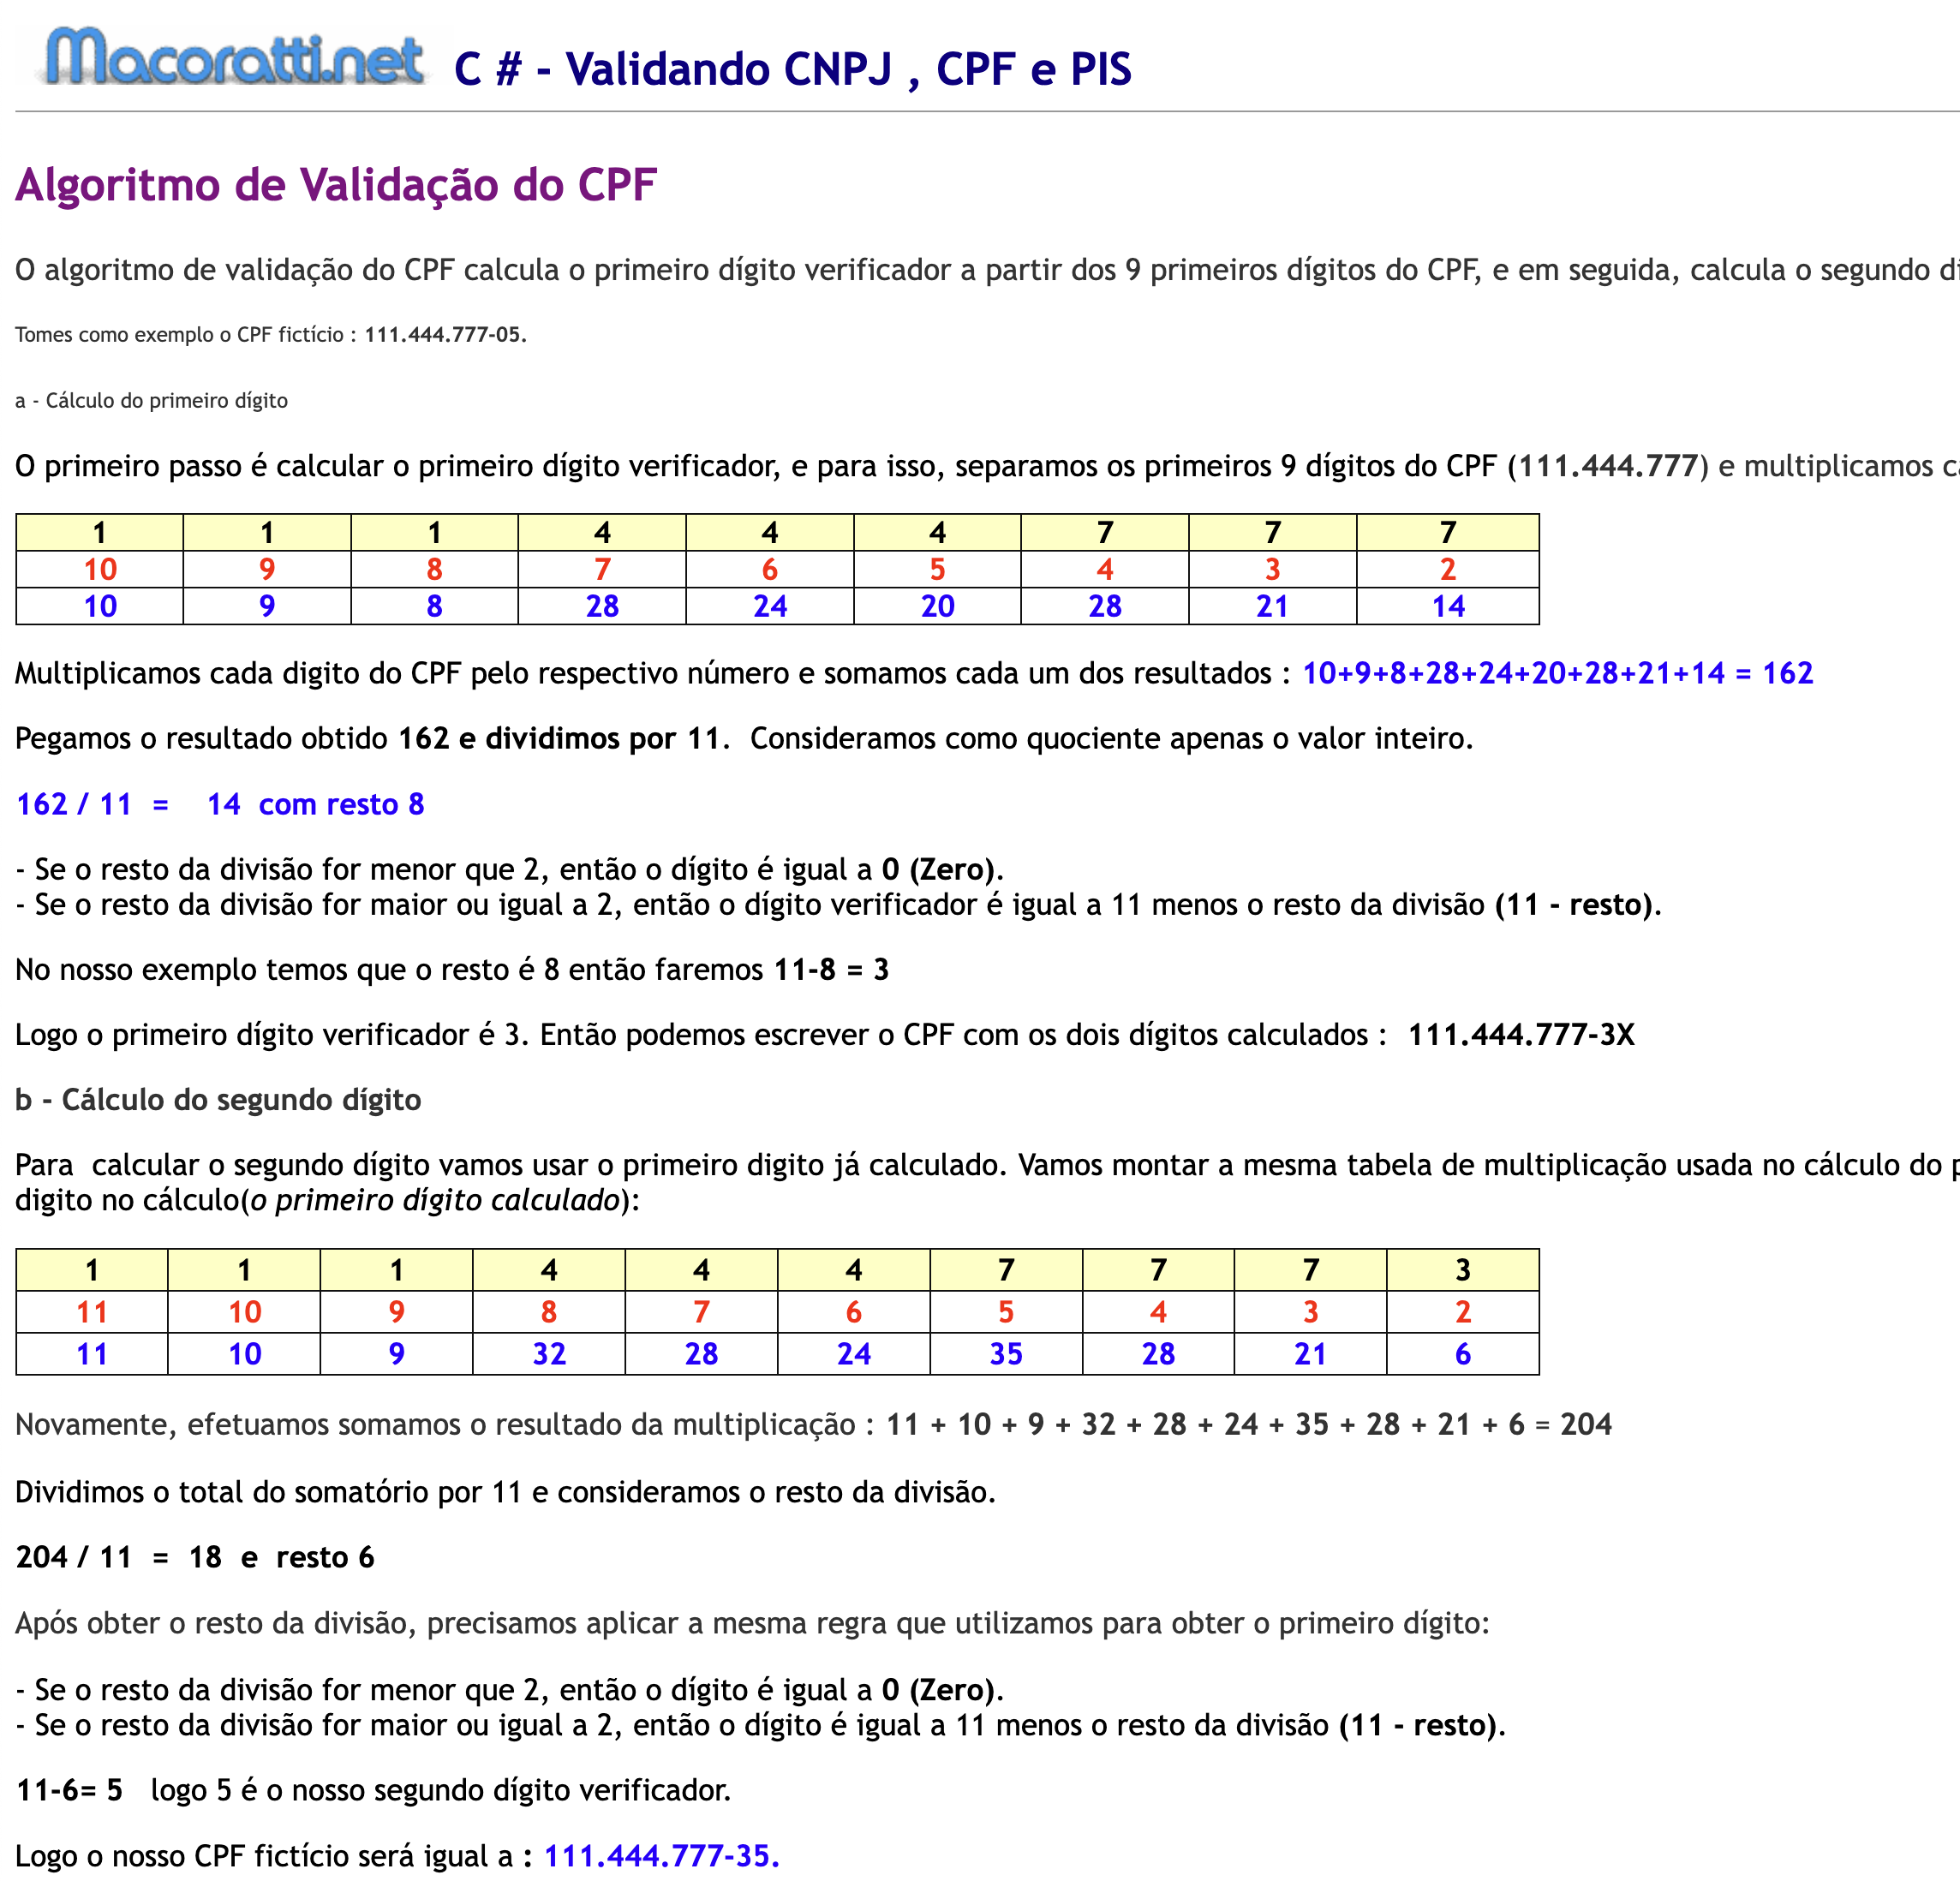 Macoratti.net C # - Validando CNPJ , CPF e PIS
Algoritmo de Validação do CPF
O algoritmo de validação do CPF calcula o primeiro dígito verificador a partir dos 9 primeiros dígitos do CPF, e em seguida, calcula o segundo
Tomes como exemplo o CPF fictício : 111.444.777-05.
a - Cálculo do primeiro dígito
O primeiro passo é calcular o primeiro dígito verificador, e para isso, separamos os primeiros 9 dígitos do CPF (111.444.777) e multiplicamos
1 1 1 4 4 4 7 7 7
10 9 8 7 6 5 4 3 2
10 9 8 28 24 20 28 21 14
Multiplicamos cada digito do CPF pelo respectivo número e somamos cada um dos resultados : 10+9+8+28+24+20+28+21+14 = 162
Pegamos o resultado obtido 162 e dividimos por 11.  Consideramos como quociente apenas o valor inteiro.
162 / 11  =    14  com resto 8
- Se o resto da divisão for menor que 2, então o dígito é igual a 0 (Zero).
- Se o resto da divisão for maior ou igual a 2, então o dígito verificador é igual a 11 menos o resto da divisão (11 - resto).
No nosso exemplo temos que o resto é 8 então faremos 11-8 = 3
Logo o primeiro dígito verificador é 3. Então podemos escrever o CPF com os dois dígitos calculados :  111.444.777-3X
b - Cálculo do segundo dígito
Para  calcular o segundo dígito vamos usar o primeiro digito já calculado. Vamos montar a mesma tabela de multiplicação usada no cálculo do
digito no cálculo(o primeiro dígito calculado):
1 1 1 4 4 4 7 7 7 3
11 10 9 8 7 6 5 4 3 2
11 10 9 32 28 24 35 28 21 6
Novamente, efetuamos somamos o resultado da multiplicação : 11 + 10 + 9 + 32 + 28 + 24 + 35 + 28 + 21 + 6 = 204
Dividimos o total do somatório por 11 e consideramos o resto da divisão.
204 / 11  =  18  e  resto 6
Após obter o resto da divisão, precisamos aplicar a mesma regra que utilizamos para obter o primeiro dígito:
- Se o resto da divisão for menor que 2, então o dígito é igual a 0 (Zero).
- Se o resto da divisão for maior ou igual a 2, então o dígito é igual a 11 menos o resto da divisão (11 - resto).
11-6= 5   logo 5 é o nosso segundo dígito verificador.
Logo o nosso CPF fictício será igual a : 111.444.777-35.